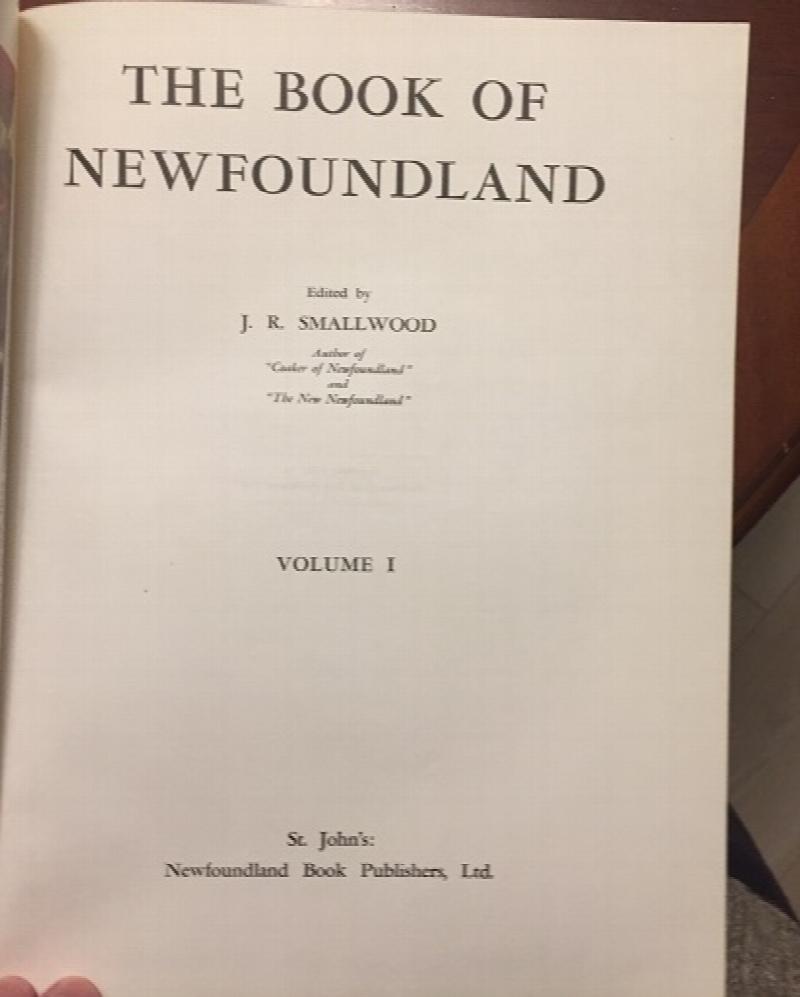 THE BOOK OF
NEWFOUNDLAND
Edited by
J. R. SMALLWOOD
Author of
"Coaker of Newfoundland"
and
"The New Newfoundland"
VOLUME I
St. John's:
Newfoundland Book Publishers, Ltd.